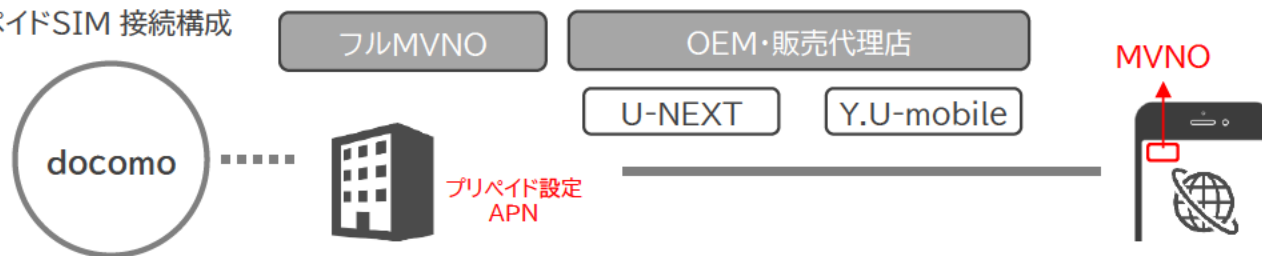 ペイドSIM 接続構成
フルMVNO
OEM・販売代理店
MVNO
U-NEXT
Y.U-mobile
docomo
プリペイド設定
APN